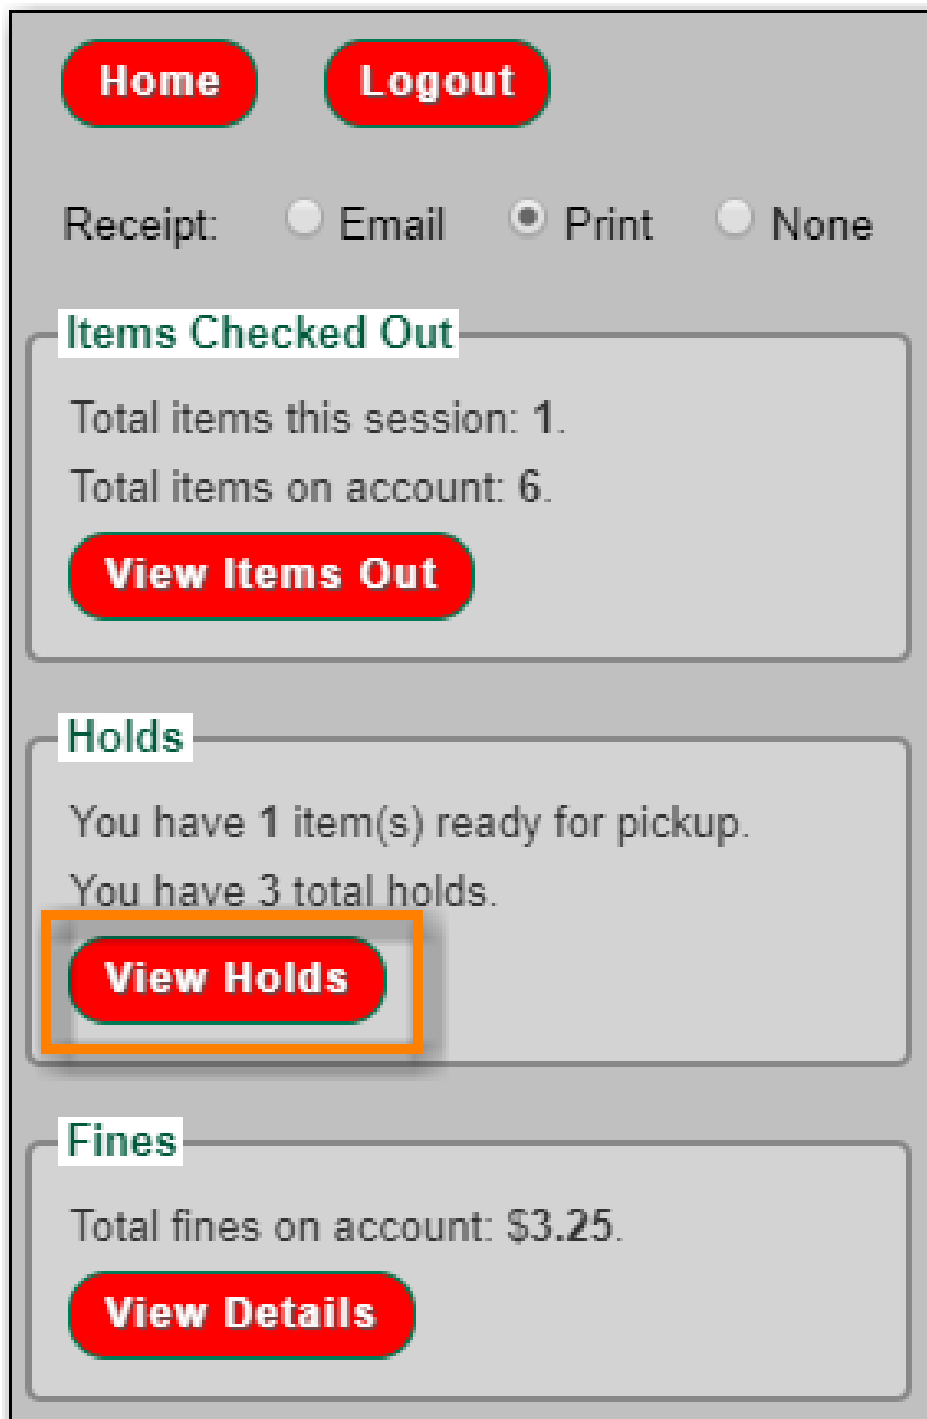 Home Logout
Receipt: Email Print None
Items Checked Out
Total items this session: 1.
Total items on account: 6.
View Items Out
Holds
You have 1 item(s) ready for pickup.
You have 3 total holds.
View Holds
Fines
Total fines on account: $3.25.
View Details